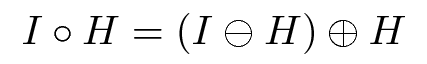 I ∘ H = (I ⊖ H) ⊕ H